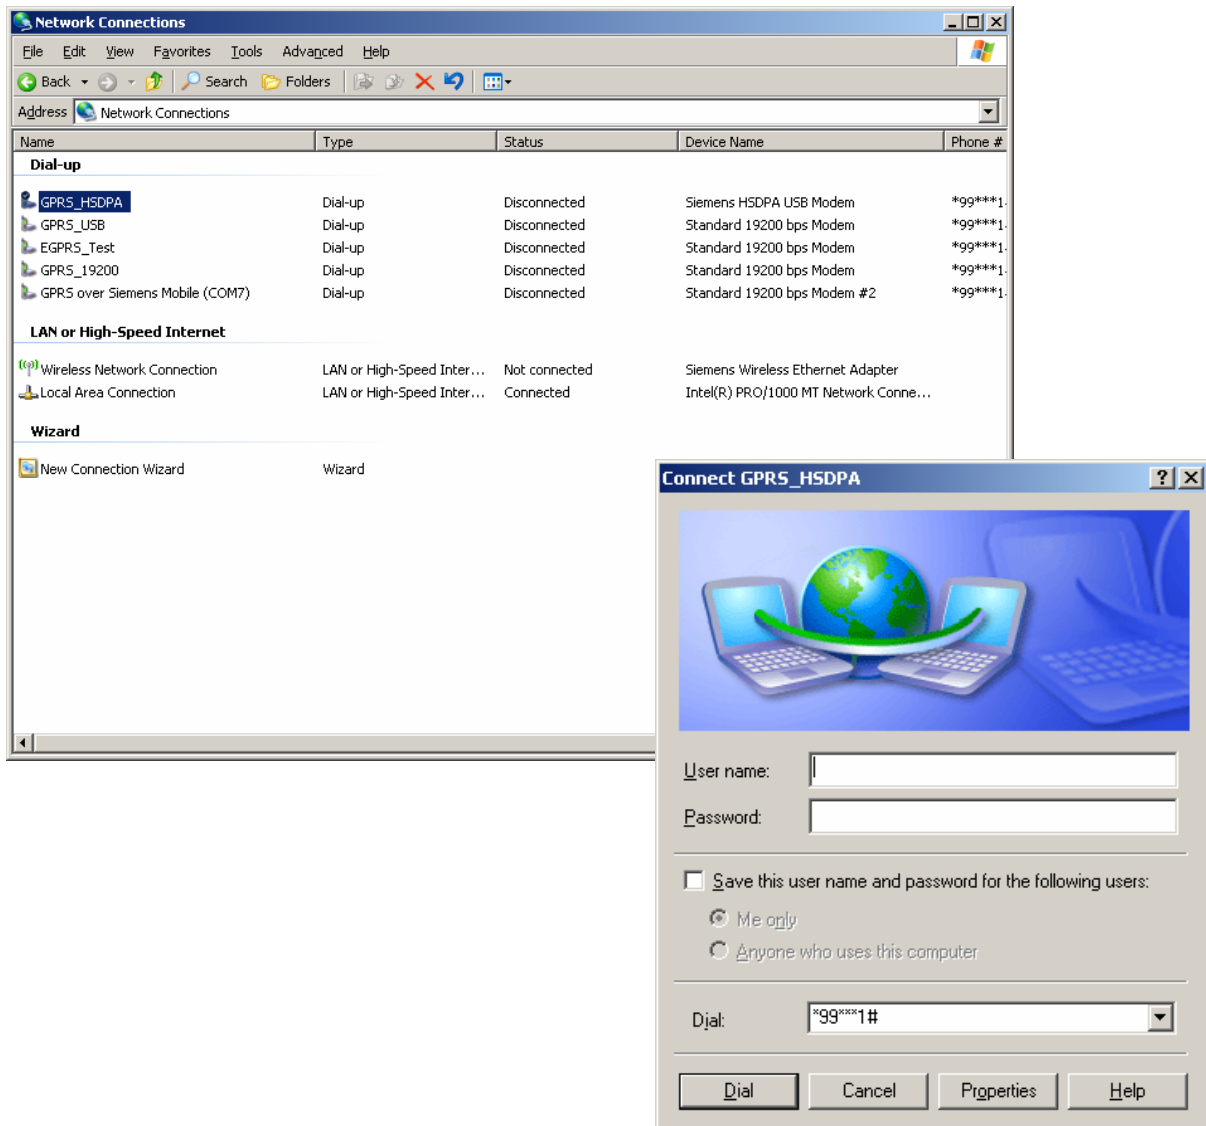 Network Connections
File Edit View Favorites Tools Advanced Help
Back Search Folders
Address Network Connections
Name Type Status Device Name Phone #
Dial-up
GPRS_HSDPA Dial-up Disconnected Siemens HSDPA USB Modem *99***1
GPRS_USB Dial-up Disconnected Standard 19200 bps Modem *99***1
EGPRS_Test Dial-up Disconnected Standard 19200 bps Modem *99***1
GPRS_19200 Dial-up Disconnected Standard 19200 bps Modem *99***1
GPRS over Siemens Mobile (COM7) Dial-up Disconnected Standard 19200 bps Modem #2 *99***1
LAN or High-Speed Internet
Wireless Network Connection LAN or High-Speed Inter... Not connected Siemens Wireless Ethernet Adapter
Local Area Connection LAN or High-Speed Inter... Connected Intel(R) PRO/1000 MT Network Conne...
Wizard
New Connection Wizard Wizard
Connect GPRS_HSDPA
User name:
Password:
Save this user name and password for the following users:
Me only
Anyone who uses this computer
Dial: *99***1#
Dial Cancel Properties Help